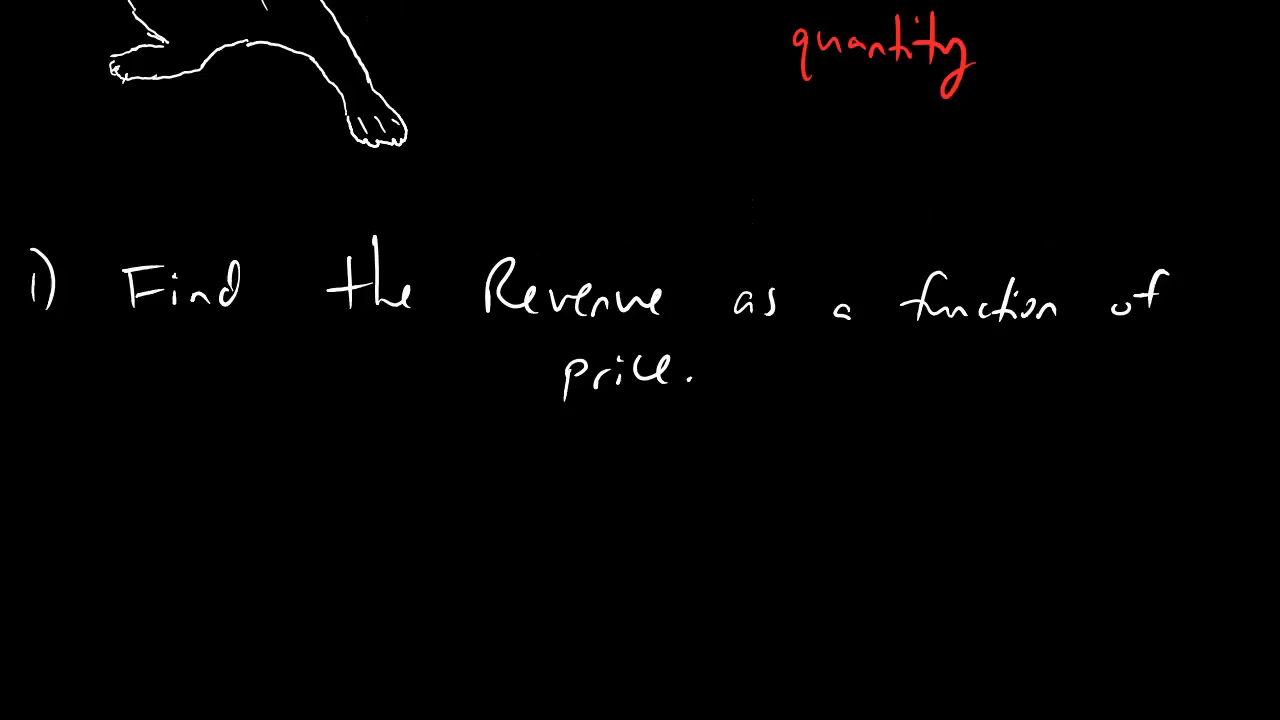 quantity
1) Find the Revenue as a function of
price.